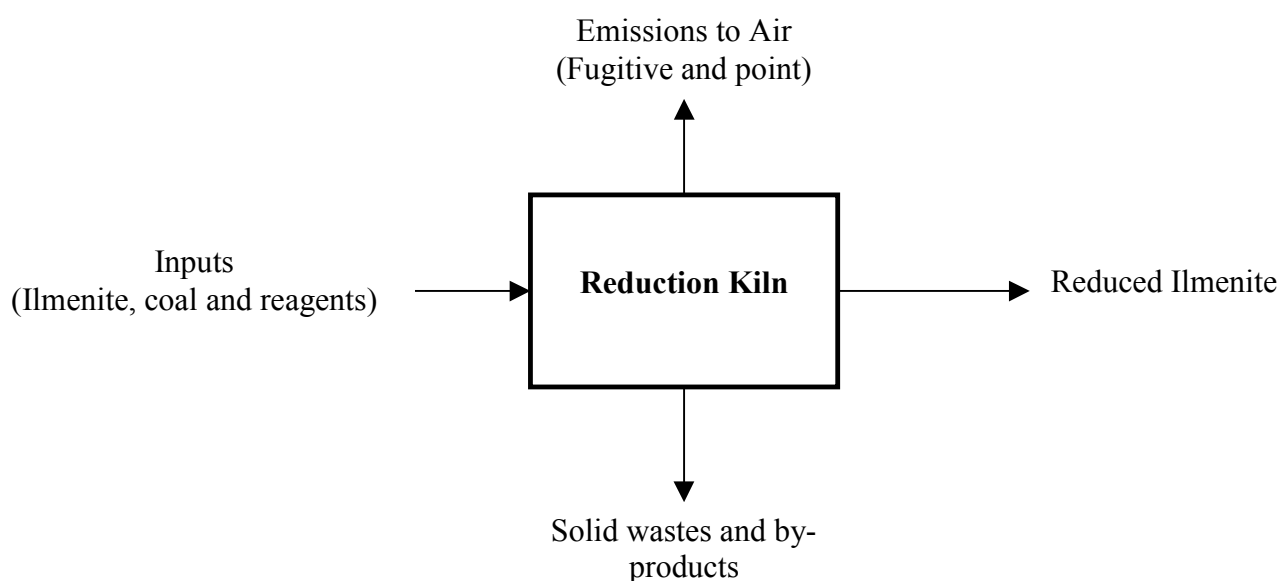 Emissions to Air
(Fugitive and point)
Inputs
(Ilmenite, coal and reagents)
Reduction Kiln
Reduced Ilmenite
Solid wastes and by-
products